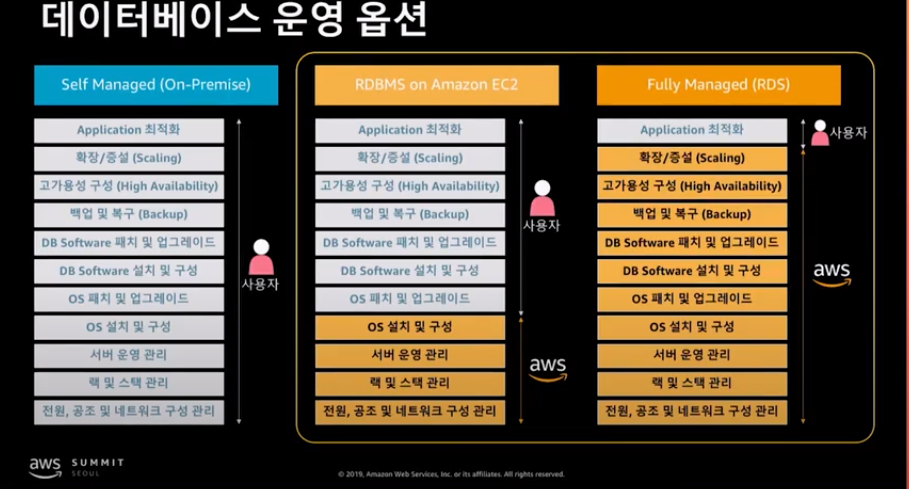 데이터베이스 운영 옵션
Self Managed (On-Premise)
Application 최적화
확장/증설 (Scaling)
고가용성 구성 (High Availability)
백업 및 복구 (Backup)
DB Software 패치 및 업그레이드
DB Software 설치 및 구성
OS 패치 및 업그레이드
OS 설치 및 구성
서버 운영 관리
랙 및 스택 관리
전원, 공조 및 네트워크 구성 관리
사용자
RDBMS on Amazon EC2
Application 최적화
확장/증설 (Scaling)
고가용성 구성 (High Availability)
백업 및 복구 (Backup)
DB Software 패치 및 업그레이드
DB Software 설치 및 구성
OS 패치 및 업그레이드
OS 설치 및 구성
서버 운영 관리
랙 및 스택 관리
전원, 공조 및 네트워크 구성 관리
사용자
aws
Fully Managed (RDS)
Application 최적화
확장/증설 (Scaling)
고가용성 구성 (High Availability)
백업 및 복구 (Backup)
DB Software 패치 및 업그레이드
DB Software 설치 및 구성
OS 패치 및 업그레이드
OS 설치 및 구성
서버 운영 관리
랙 및 스택 관리
전원, 공조 및 네트워크 구성 관리
사용자
aws
aws SUMMIT
SEOUL
© 2019, Amazon Web Services, Inc. or its affiliates. All rights reserved.